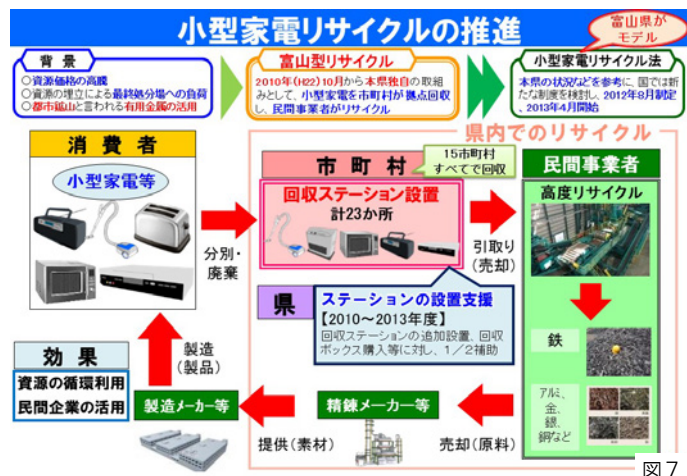 小型家電リサイクルの推進
富山県が
モデル
背景
○資源価格の高騰
○資源の埋立による最終処分場への負荷
○都市鉱山と言われる有用金属の活用
富山型リサイクル
2010年(H22)10月から本県独自の取組
みとして、小型家電を市町村が拠点回収
し、民間事業者がリサイクル
小型家電リサイクル法
本県の状況などを参考に、国では新
たな制度を検討し、2012年8月制定、
2013年4月開始
県内でのリサイクル
消費者
小型家電等
分別・
廃棄
市町村
15市町村
すべてで回収
回収ステーション設置
計23か所
引取り
(売却)
民間事業者
高度リサイクル
県
ステーションの設置支援
【2010～2013年度】
回収ステーションの追加設置、回収
ボックス購入等に対し、1/2補助
鉄
アルミ、
金、
銀、
銅など
効果
資源の循環利用
民間企業の活用
製造
(製品)
製造メーカー等
提供(素材)
精錬メーカー等
売却(原料)
図7